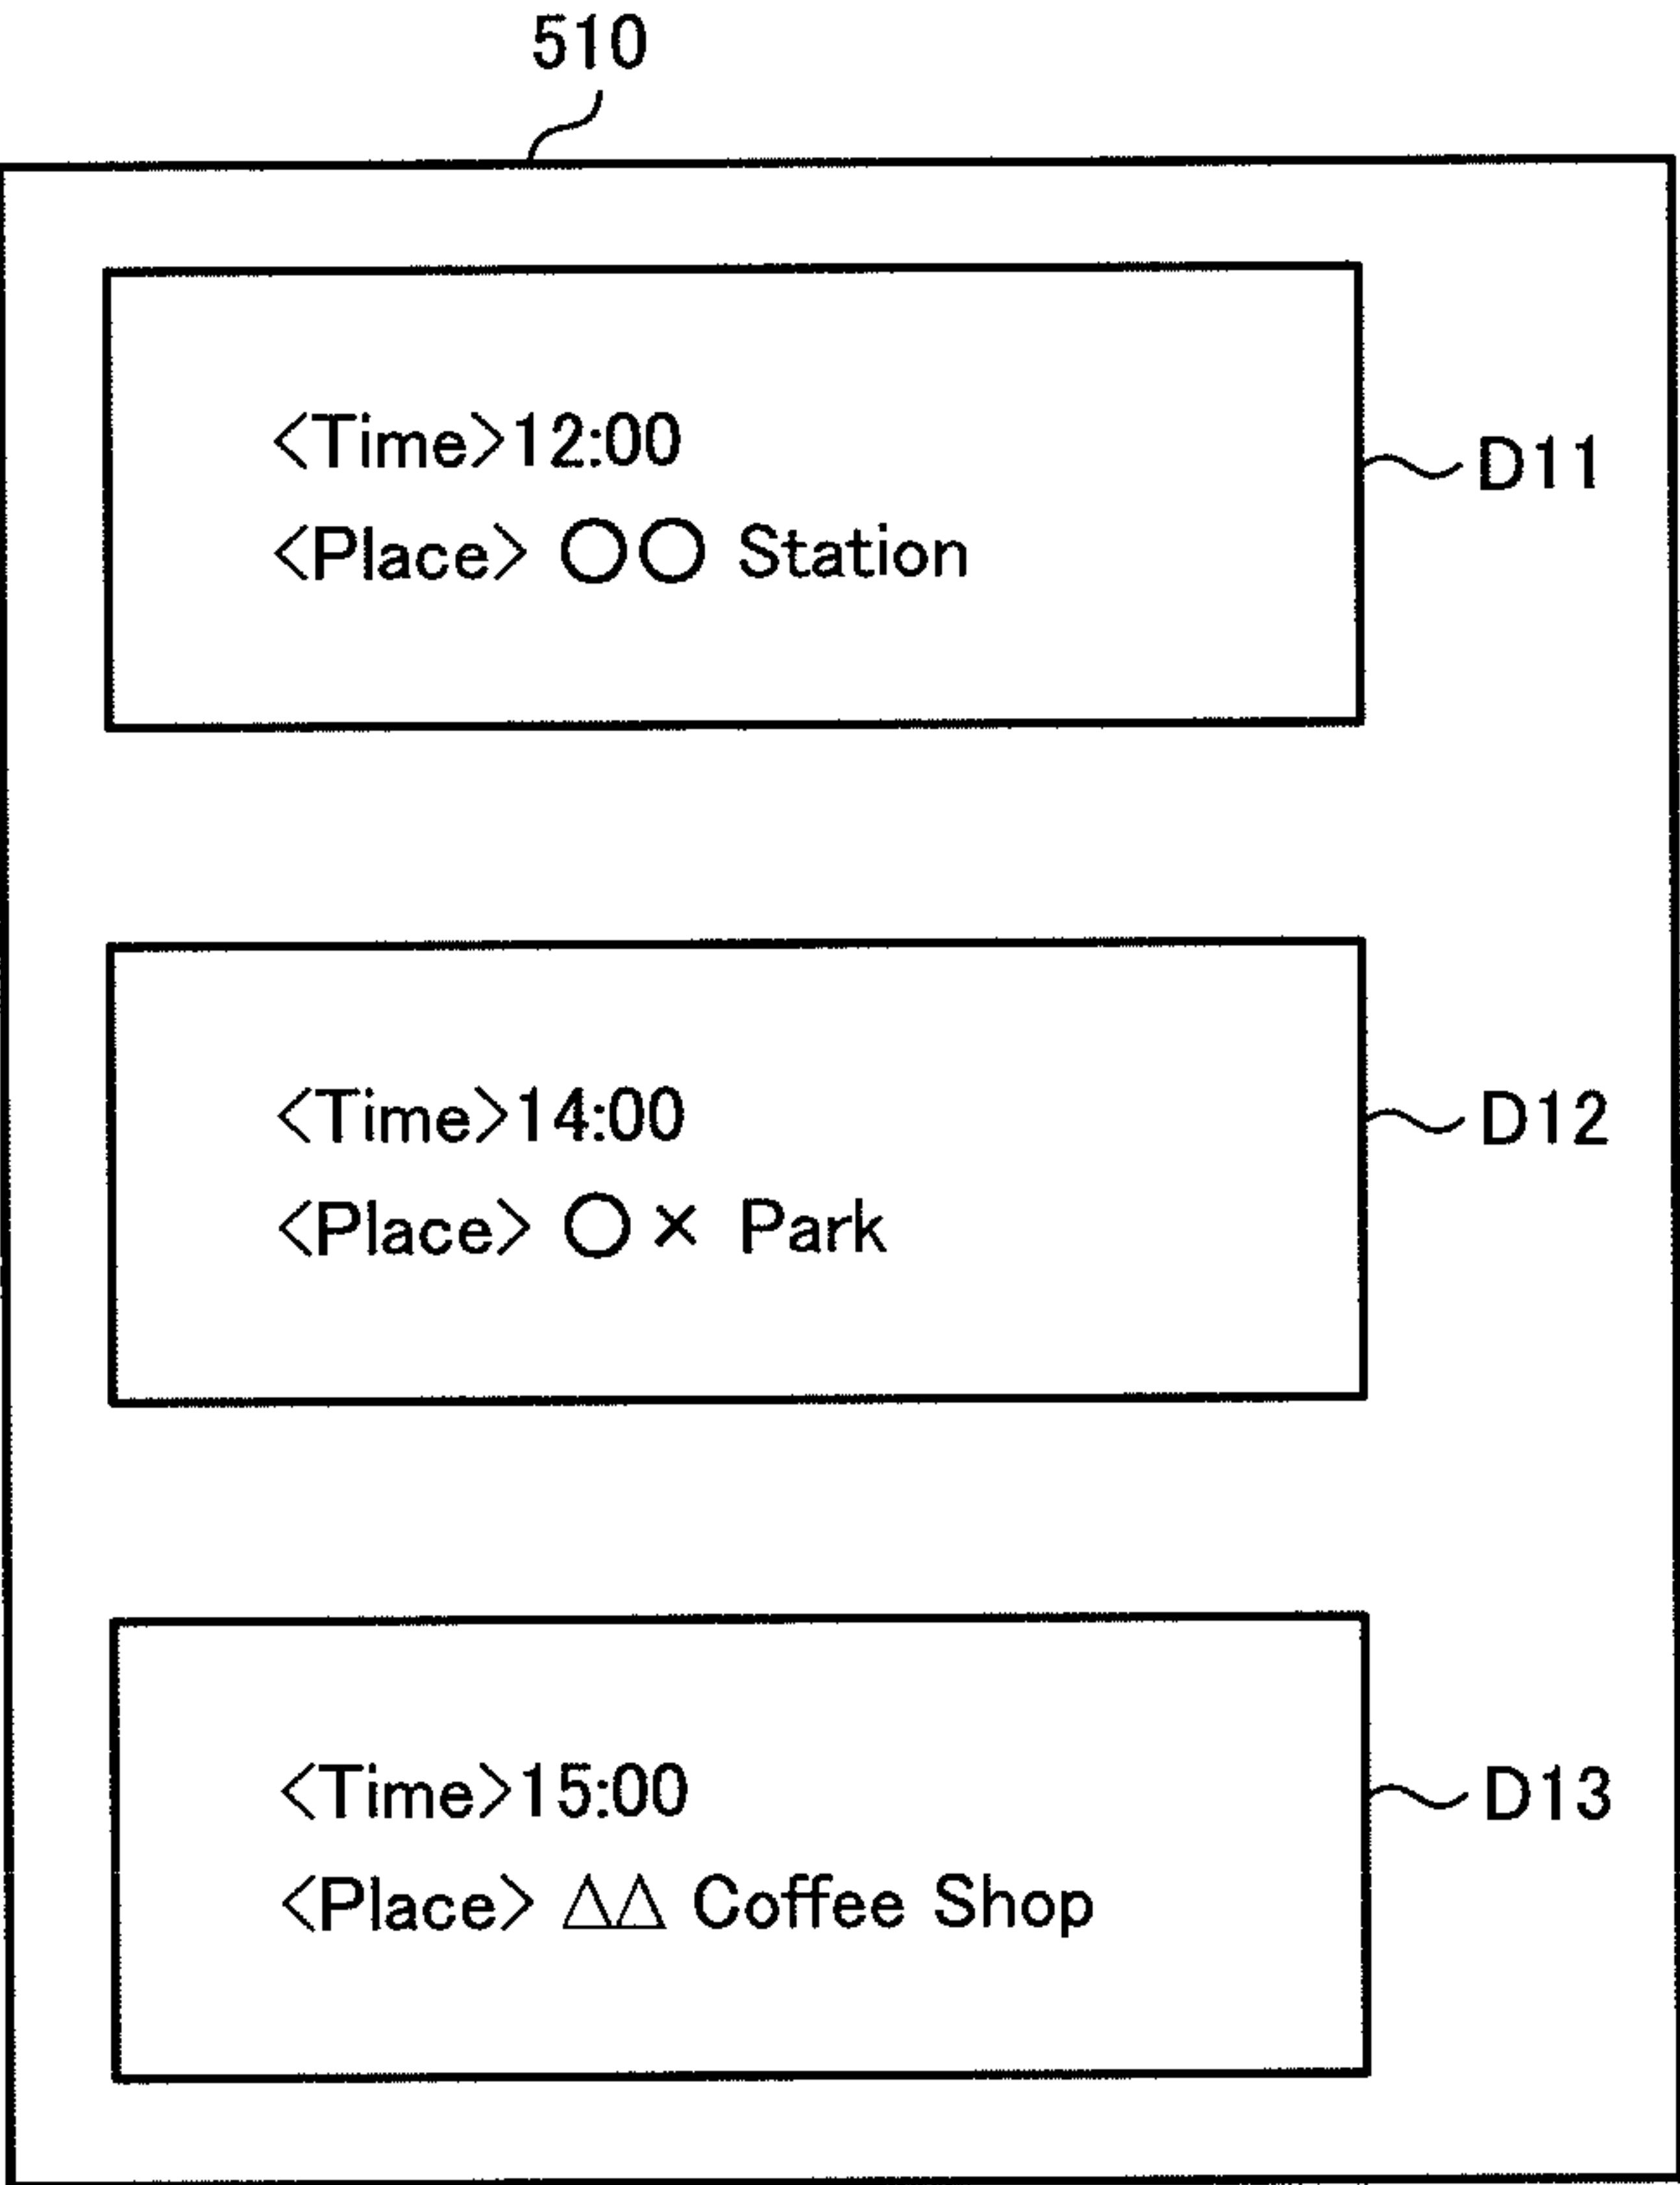 510
<Time>12:00
<Place> ○○ Station
D11
<Time>14:00
<Place> ○× Park
D12
<Time>15:00
<Place> △△ Coffee Shop
D13